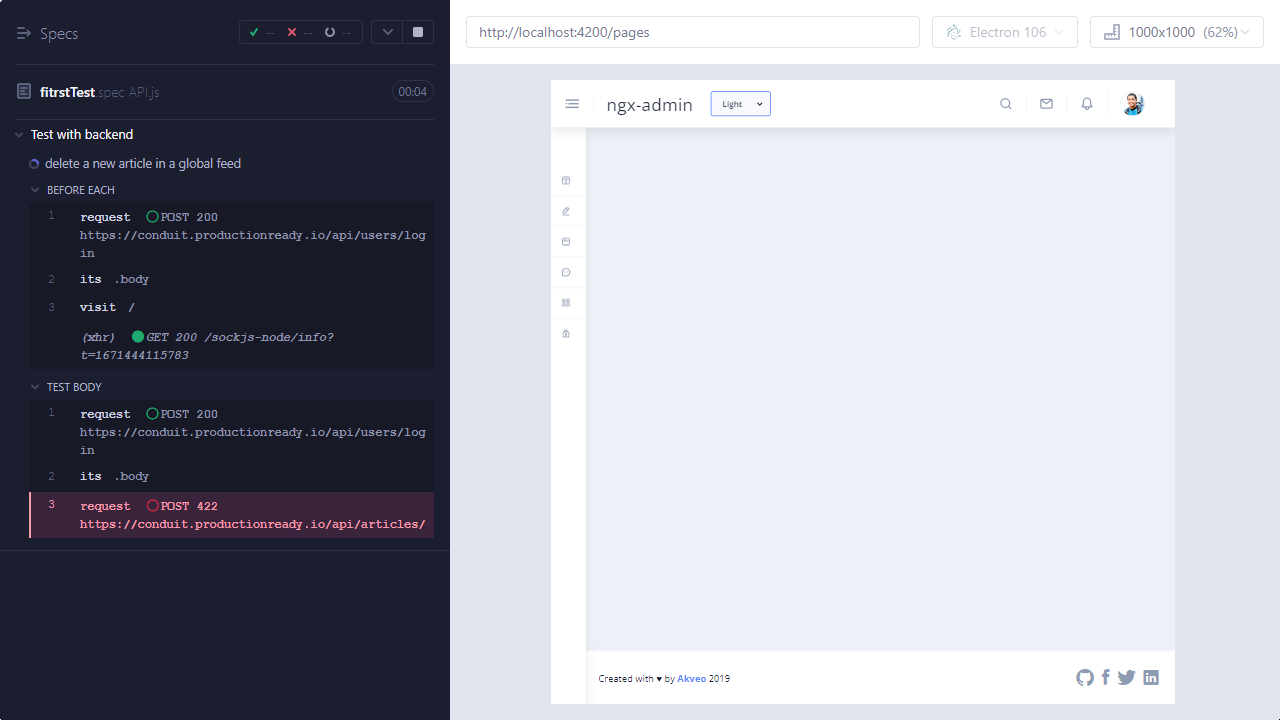 Specs
-- -- --
fitrstTest.spec API.js
00:04
Test with backend
delete a new article in a global feed
BEFORE EACH
1 request POST 200
https://conduit.productionready.io/api/users/log
in
2 its .body
3 visit /
(xhr) GET 200 /sockjs-node/info?
t=1671444115783
TEST BODY
1 request POST 200
https://conduit.productionready.io/api/users/log
in
2 its .body
3 request POST 422
https://conduit.productionready.io/api/articles/
http://localhost:4200/pages
Electron 106
1000x1000 (62%)
ngx-admin
Light
Created with ♥ by Akveo 2019